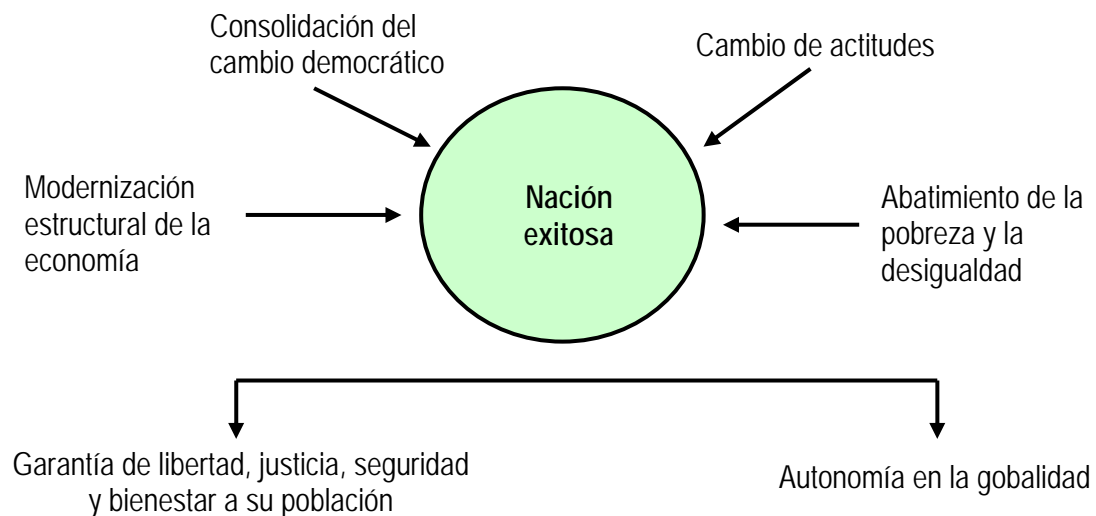 Consolidación del
cambio democrático
Cambio de actitudes
Modernización
estructural de la
economía
Nación
exitosa
Abatimiento de la
pobreza y la
desigualdad
Garantía de libertad, justicia, seguridad
y bienestar a su población
Autonomía en la gobalidad